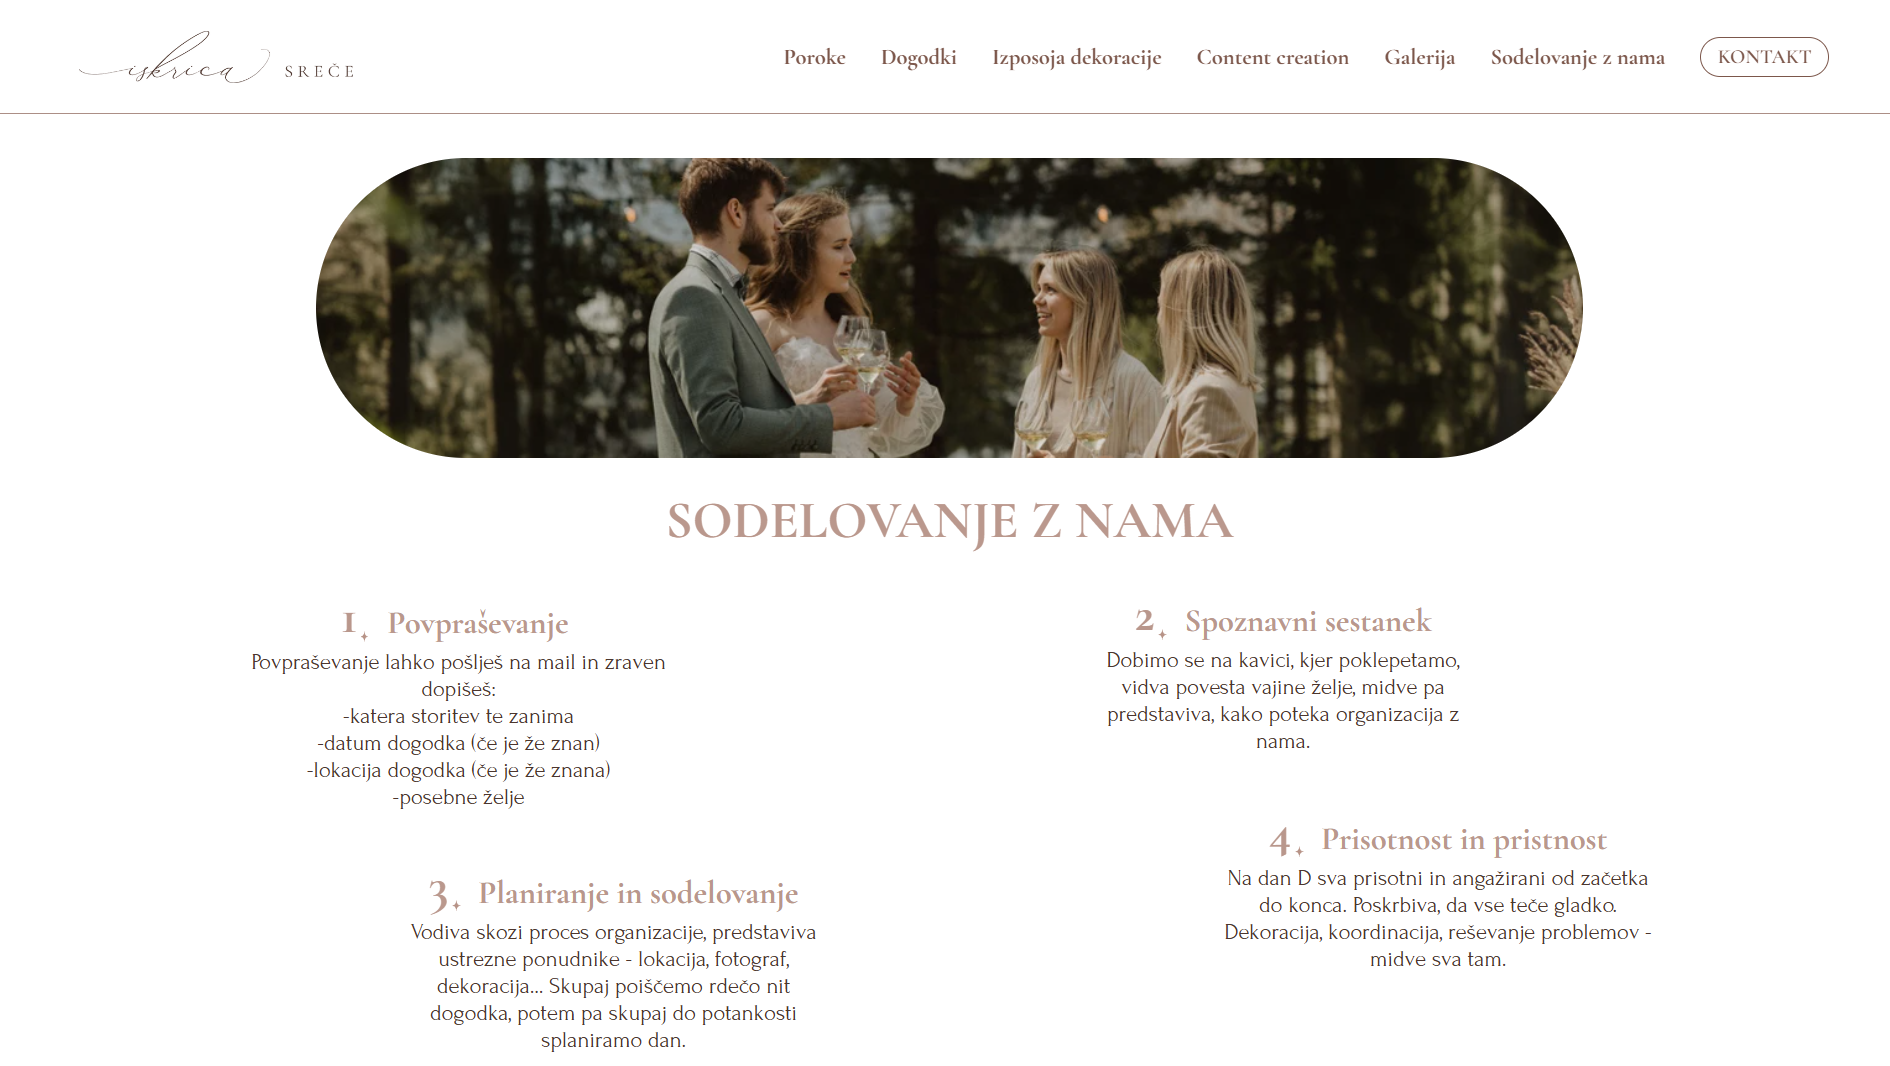 iskrica SREČE
Poroke Dogodki Izposoja dekoracije Content creation Galerija Sodelovanje z nama KONTAKT
SODELOVANJE Z NAMA
1. Povpraševanje
Povpraševanje lahko pošlješ na mail in zraven
dopišeš:
-katera storitev te zanima
-datum dogodka (če je že znan)
-lokacija dogodka (če je že znana)
-posebne želje
2. Spoznavni sestanek
Dobimo se na kavici, kjer poklepetamo,
vidva povesta vajine želje, midve pa
predstaviva, kako poteka organizacija z
nama.
3. Planiranje in sodelovanje
Vodiva skozi proces organizacije, predstaviva
ustrezne ponudnike - lokacija, fotograf,
dekoracija... Skupaj poiščemo rdečo nit
dogodka, potem pa skupaj do potankosti
splaniramo dan.
4. Prisotnost in pristnost
Na dan D sva prisotni in angažirani od začetka
do konca. Poskrbiva, da vse teče gladko.
Dekoracija, koordinacija, reševanje problemov -
midve sva tam.